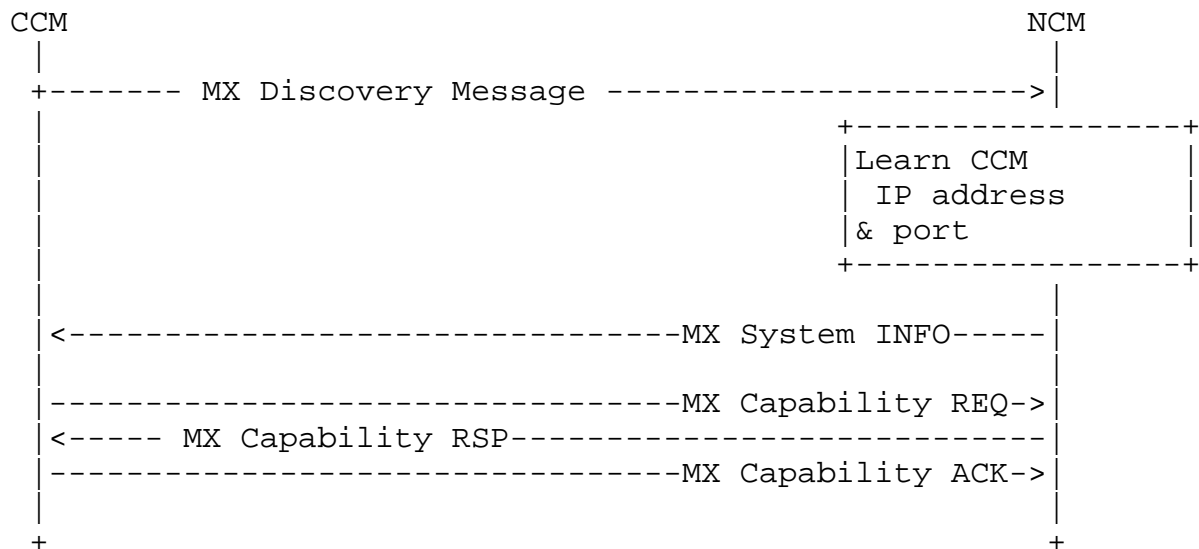 CCM NCM
MX Discovery Message
Learn CCM
IP address
& port
MX System INFO
MX Capability REQ
MX Capability RSP
MX Capability ACK